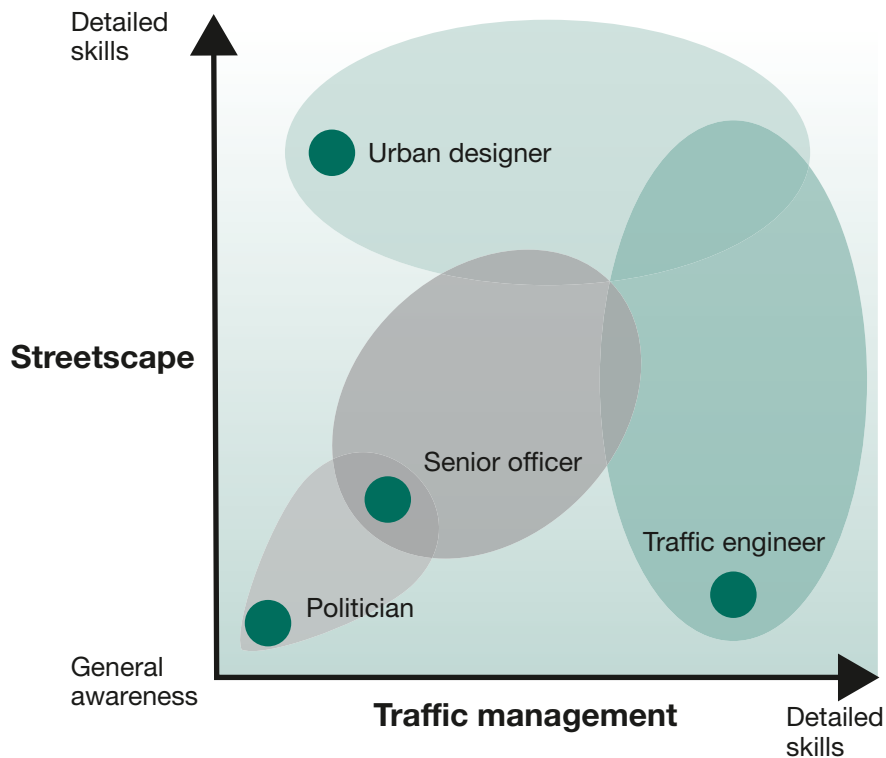 Detailed
skills
Urban designer
Streetscape
Senior officer
Traffic engineer
Politician
General
awareness
Traffic management
Detailed
skills